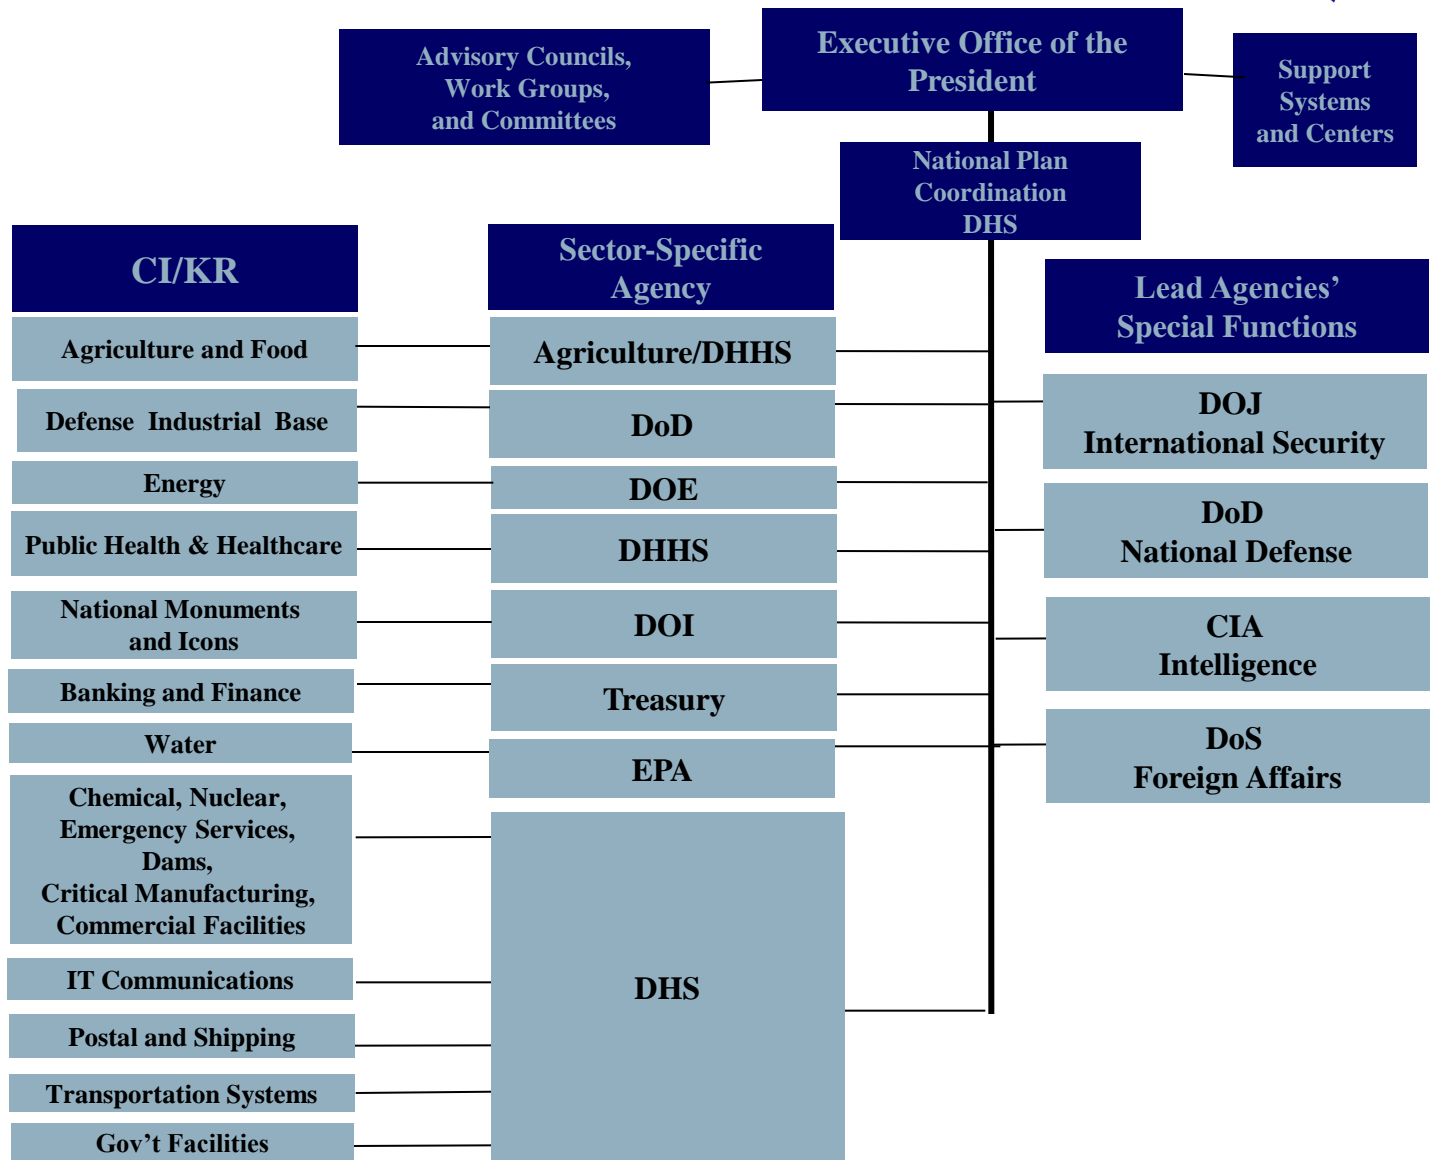 Advisory Councils,
Work Groups,
and Committees
Executive Office of the
President
Support
Systems
and Centers
National Plan
Coordination
DHS
CI/KR
Sector-Specific
Agency
Lead Agencies’
Special Functions
Agriculture and Food
Agriculture/DHHS
Defense Industrial Base
DoD
Energy
DOE
Public Health & Healthcare
DHHS
National Monuments
and Icons
DOI
Banking and Finance
Treasury
Water
EPA
Chemical, Nuclear,
Emergency Services,
Dams,
Critical Manufacturing,
Commercial Facilities
IT Communications
Postal and Shipping
Transportation Systems
Gov’t Facilities
DHS
DOJ
International Security
DoD
National Defense
CIA
Intelligence
DoS
Foreign Affairs